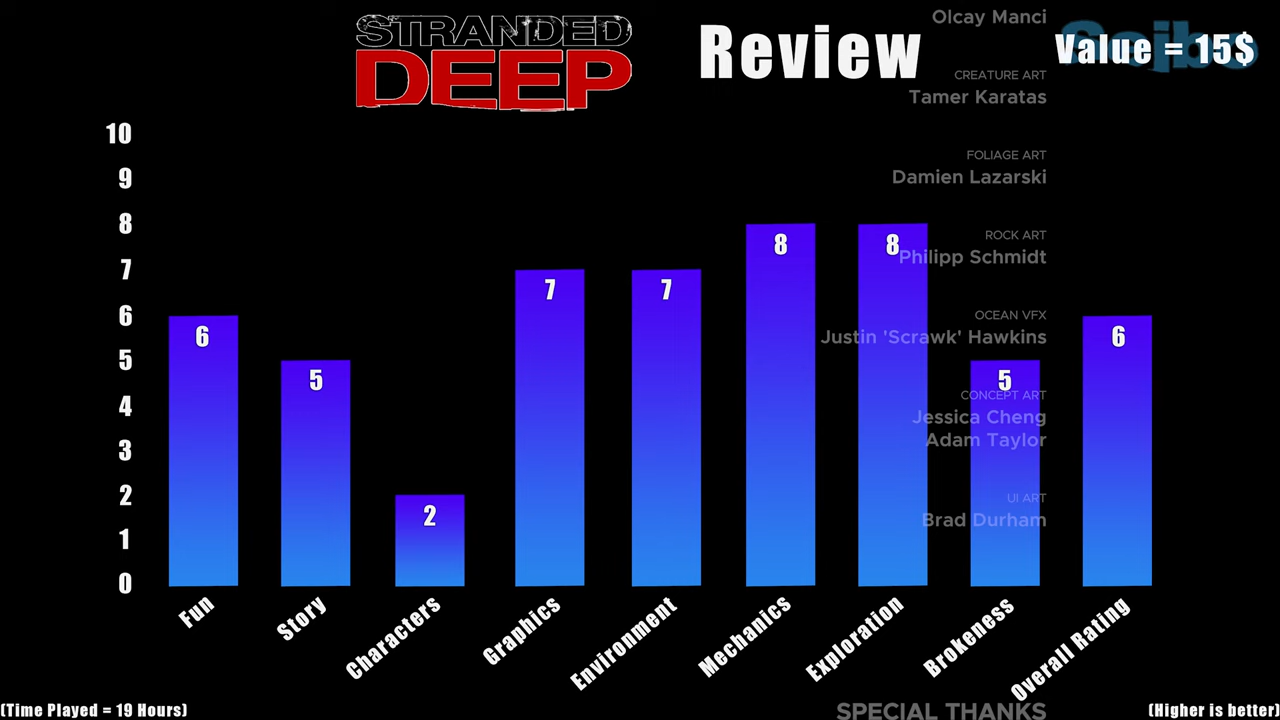 STRANDED
DEEP
Review
Value = 15$
Olcay Manci
CREATURE ART
Tamer Karatas
FOLIAGE ART
Damien Lazarski
ROCK ART
Philipp Schmidt
OCEAN VFX
Justin 'Scrawk' Hawkins
CONCEPT ART
Jessica Cheng
Adam Taylor
UI ART
Brad Durham
SPECIAL THANKS
10
9
8
7
6
5
4
3
2
1
0
6
5
2
7
7
8
8
5
6
Fun
Story
Characters
Graphics
Environment
Mechanics
Exploration
Brokeness
Overall Rating
(Time Played = 19 Hours)
(Higher is better)